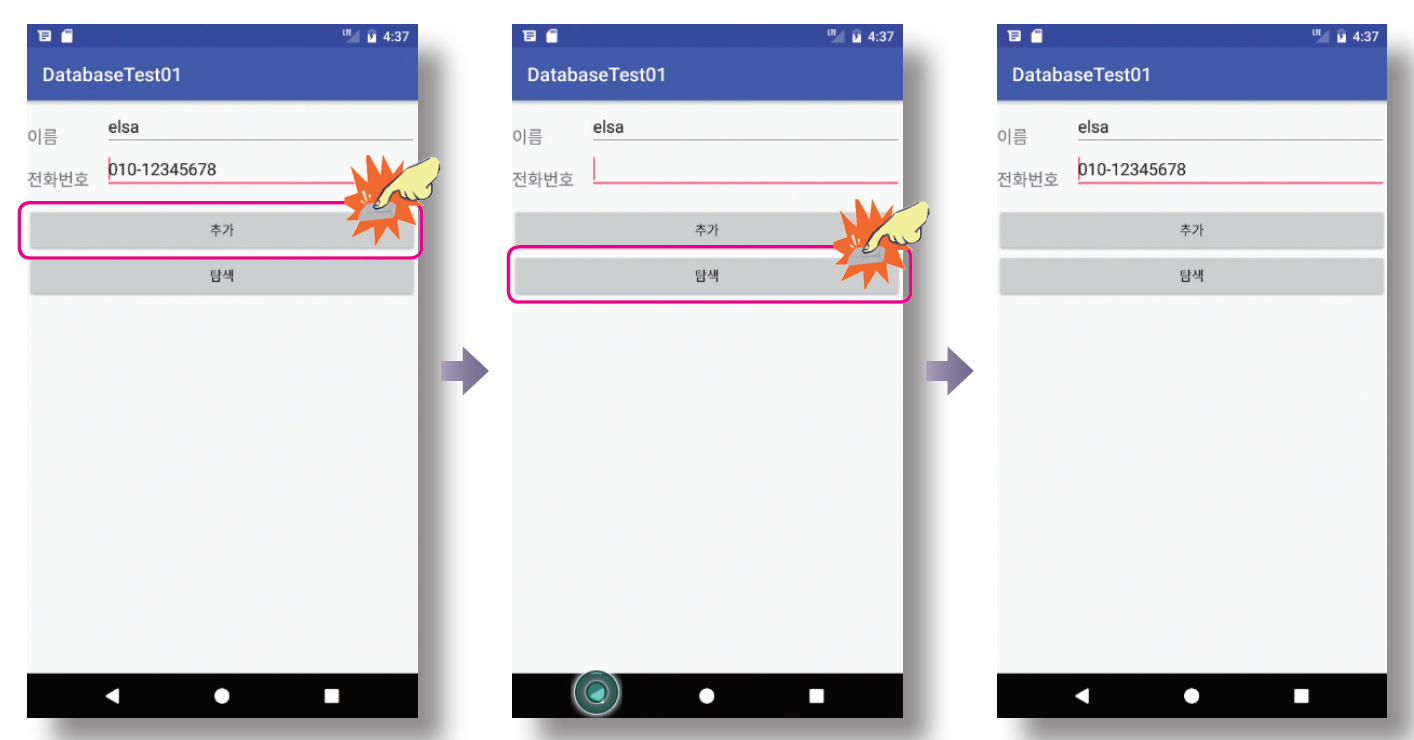 4:37
DatabaseTest01
이름 elsa
전화번호 010-12345678
추가
탐색
4:37
DatabaseTest01
이름 elsa
전화번호
추가
탐색
4:37
DatabaseTest01
이름 elsa
전화번호 010-12345678
추가
탐색